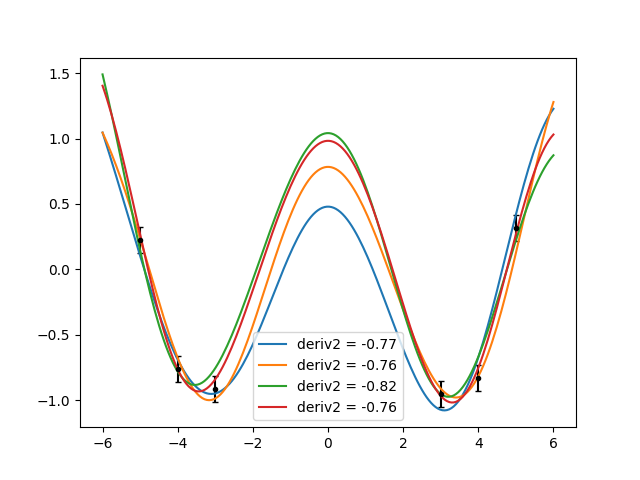 1.5
1.0
0.5
0.0
−0.5
−1.0
deriv2 = -0.77
deriv2 = -0.76
deriv2 = -0.82
deriv2 = -0.76
−6 −4 −2 0 2 4 6